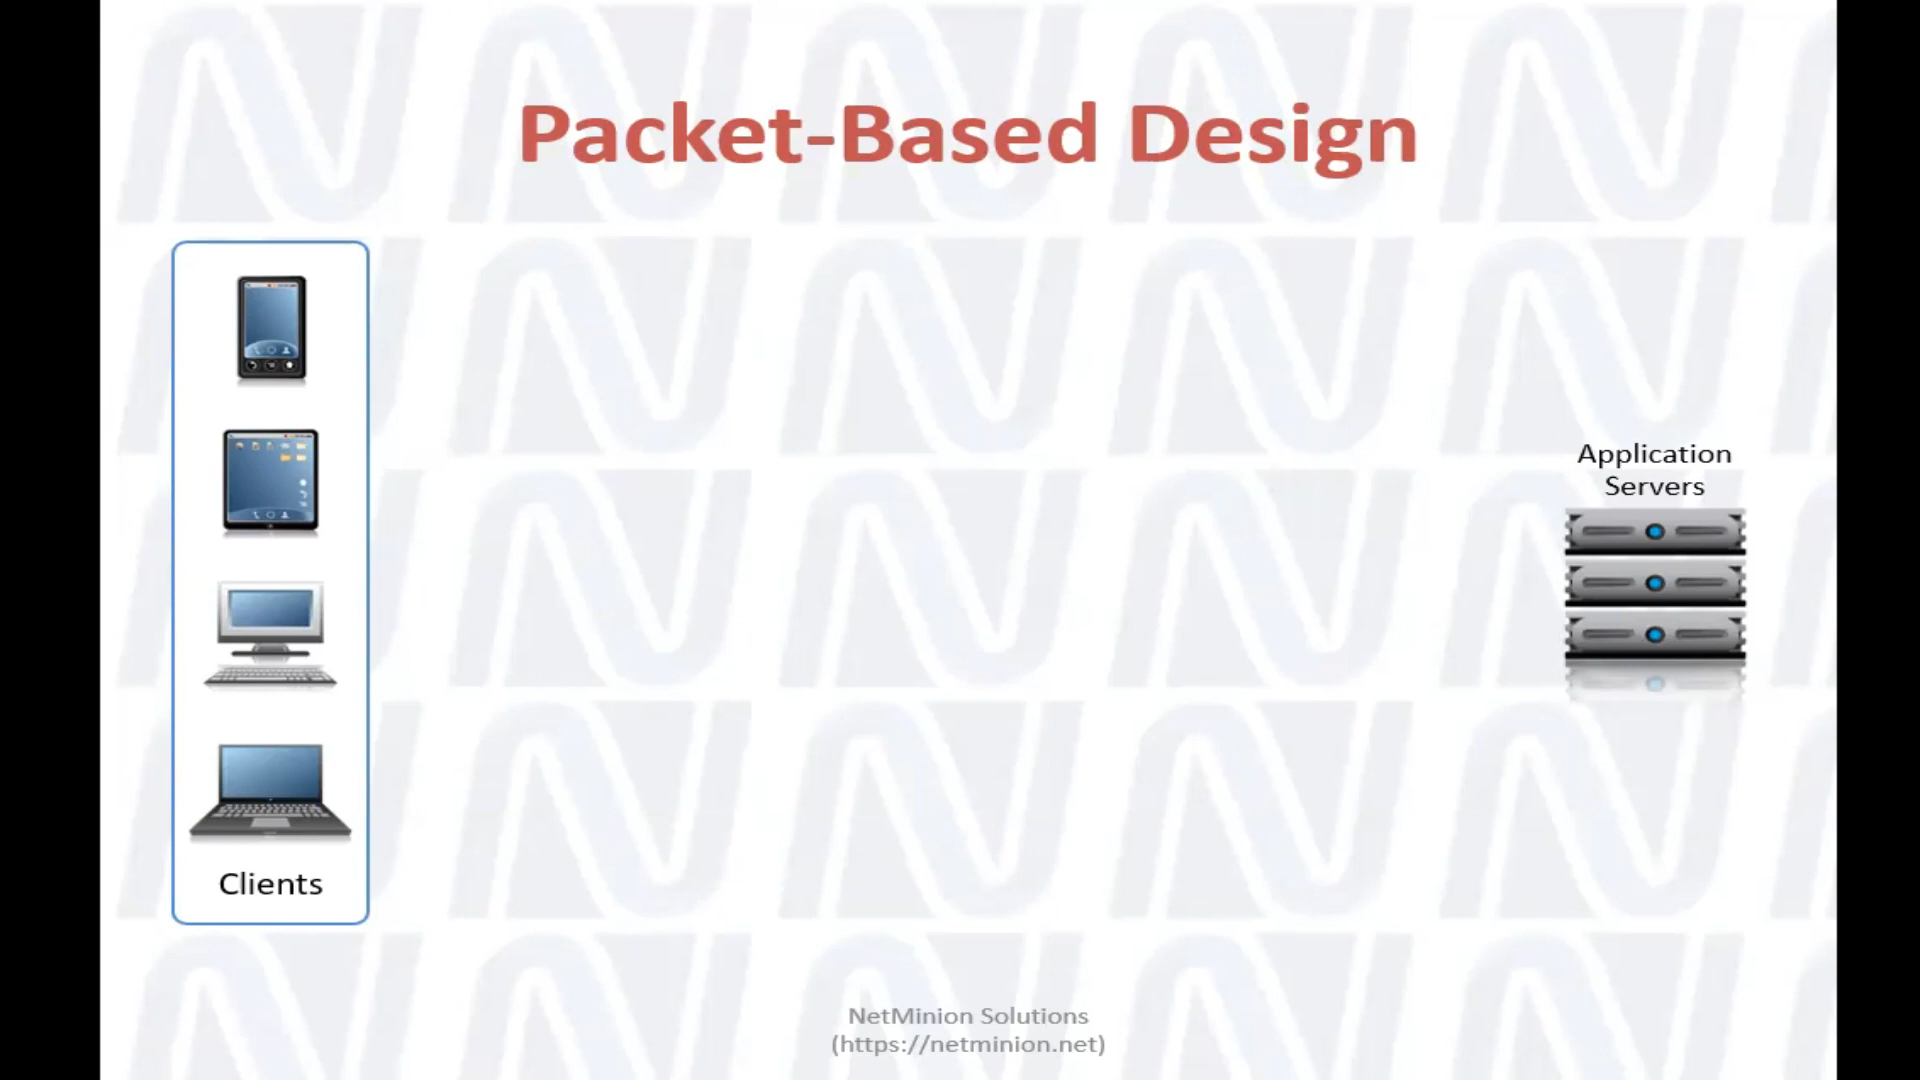 Packet-Based Design
Application
Servers
Clients
NetMinion Solutions
(https://netminion.net)